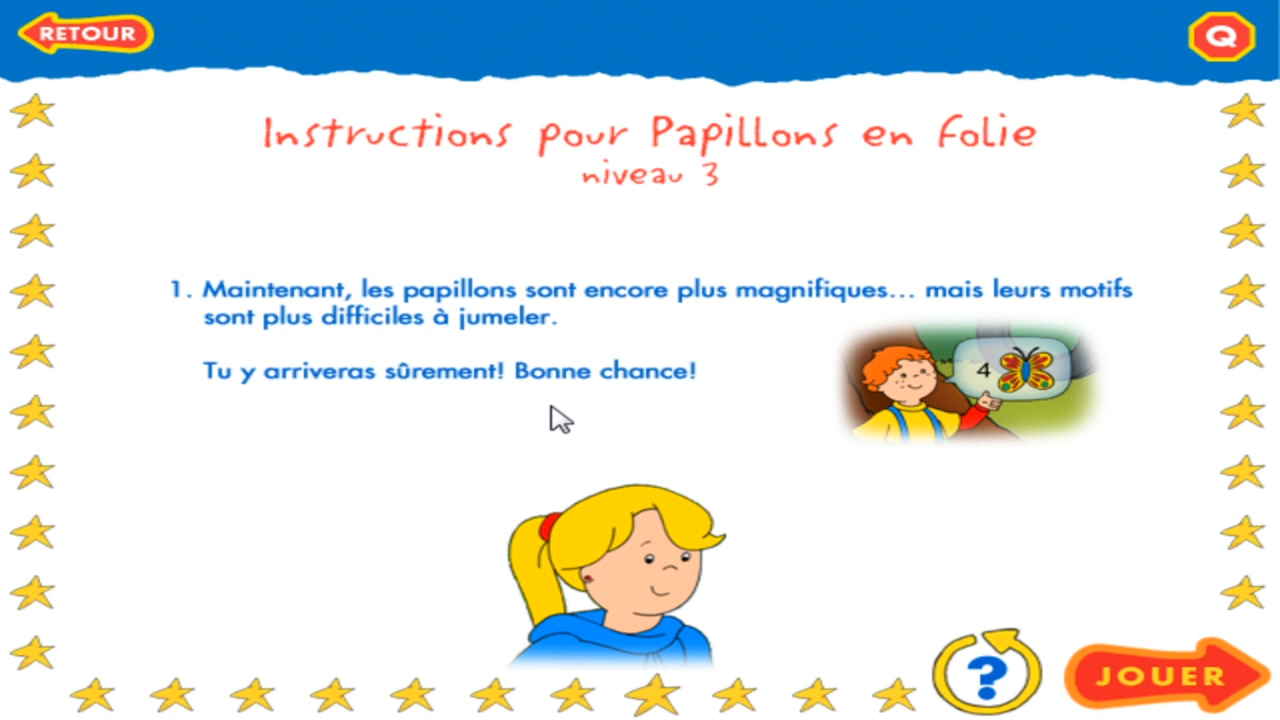 RETOUR
Q
Instructions pour Papillons en folie
niveau 3
1. Maintenant, les papillons sont encore plus magnifiques... mais leurs motifs
sont plus difficiles à jumeler.
Tu y arriveras sûrement! Bonne chance!
4
?
JOUER